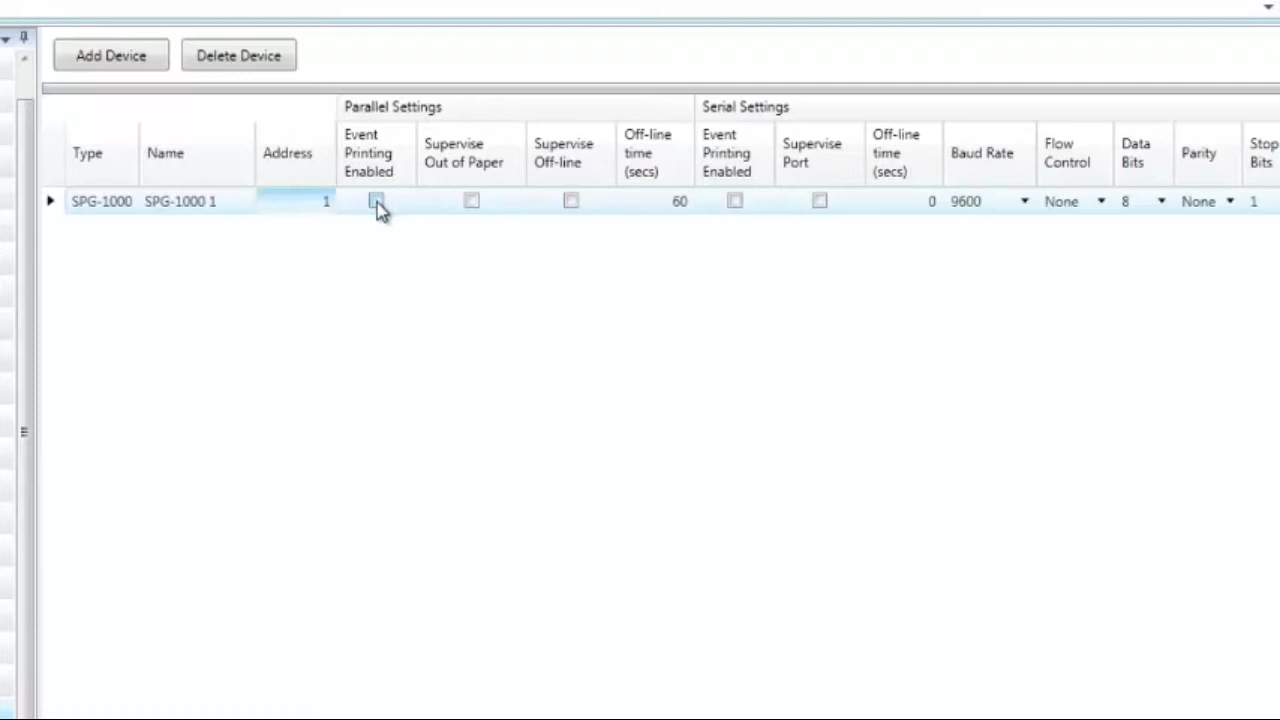 Add Device Delete Device
Parallel Settings Serial Settings
Type Name Address Event Printing Enabled Supervise Out of Paper Supervise Off-line Off-line time (secs) Event Printing Enabled Supervise Port Off-line time (secs) Baud Rate Flow Control Data Bits Parity Stop Bits
SPG-1000 SPG-1000 1 1 60 0 9600 None 8 None 1